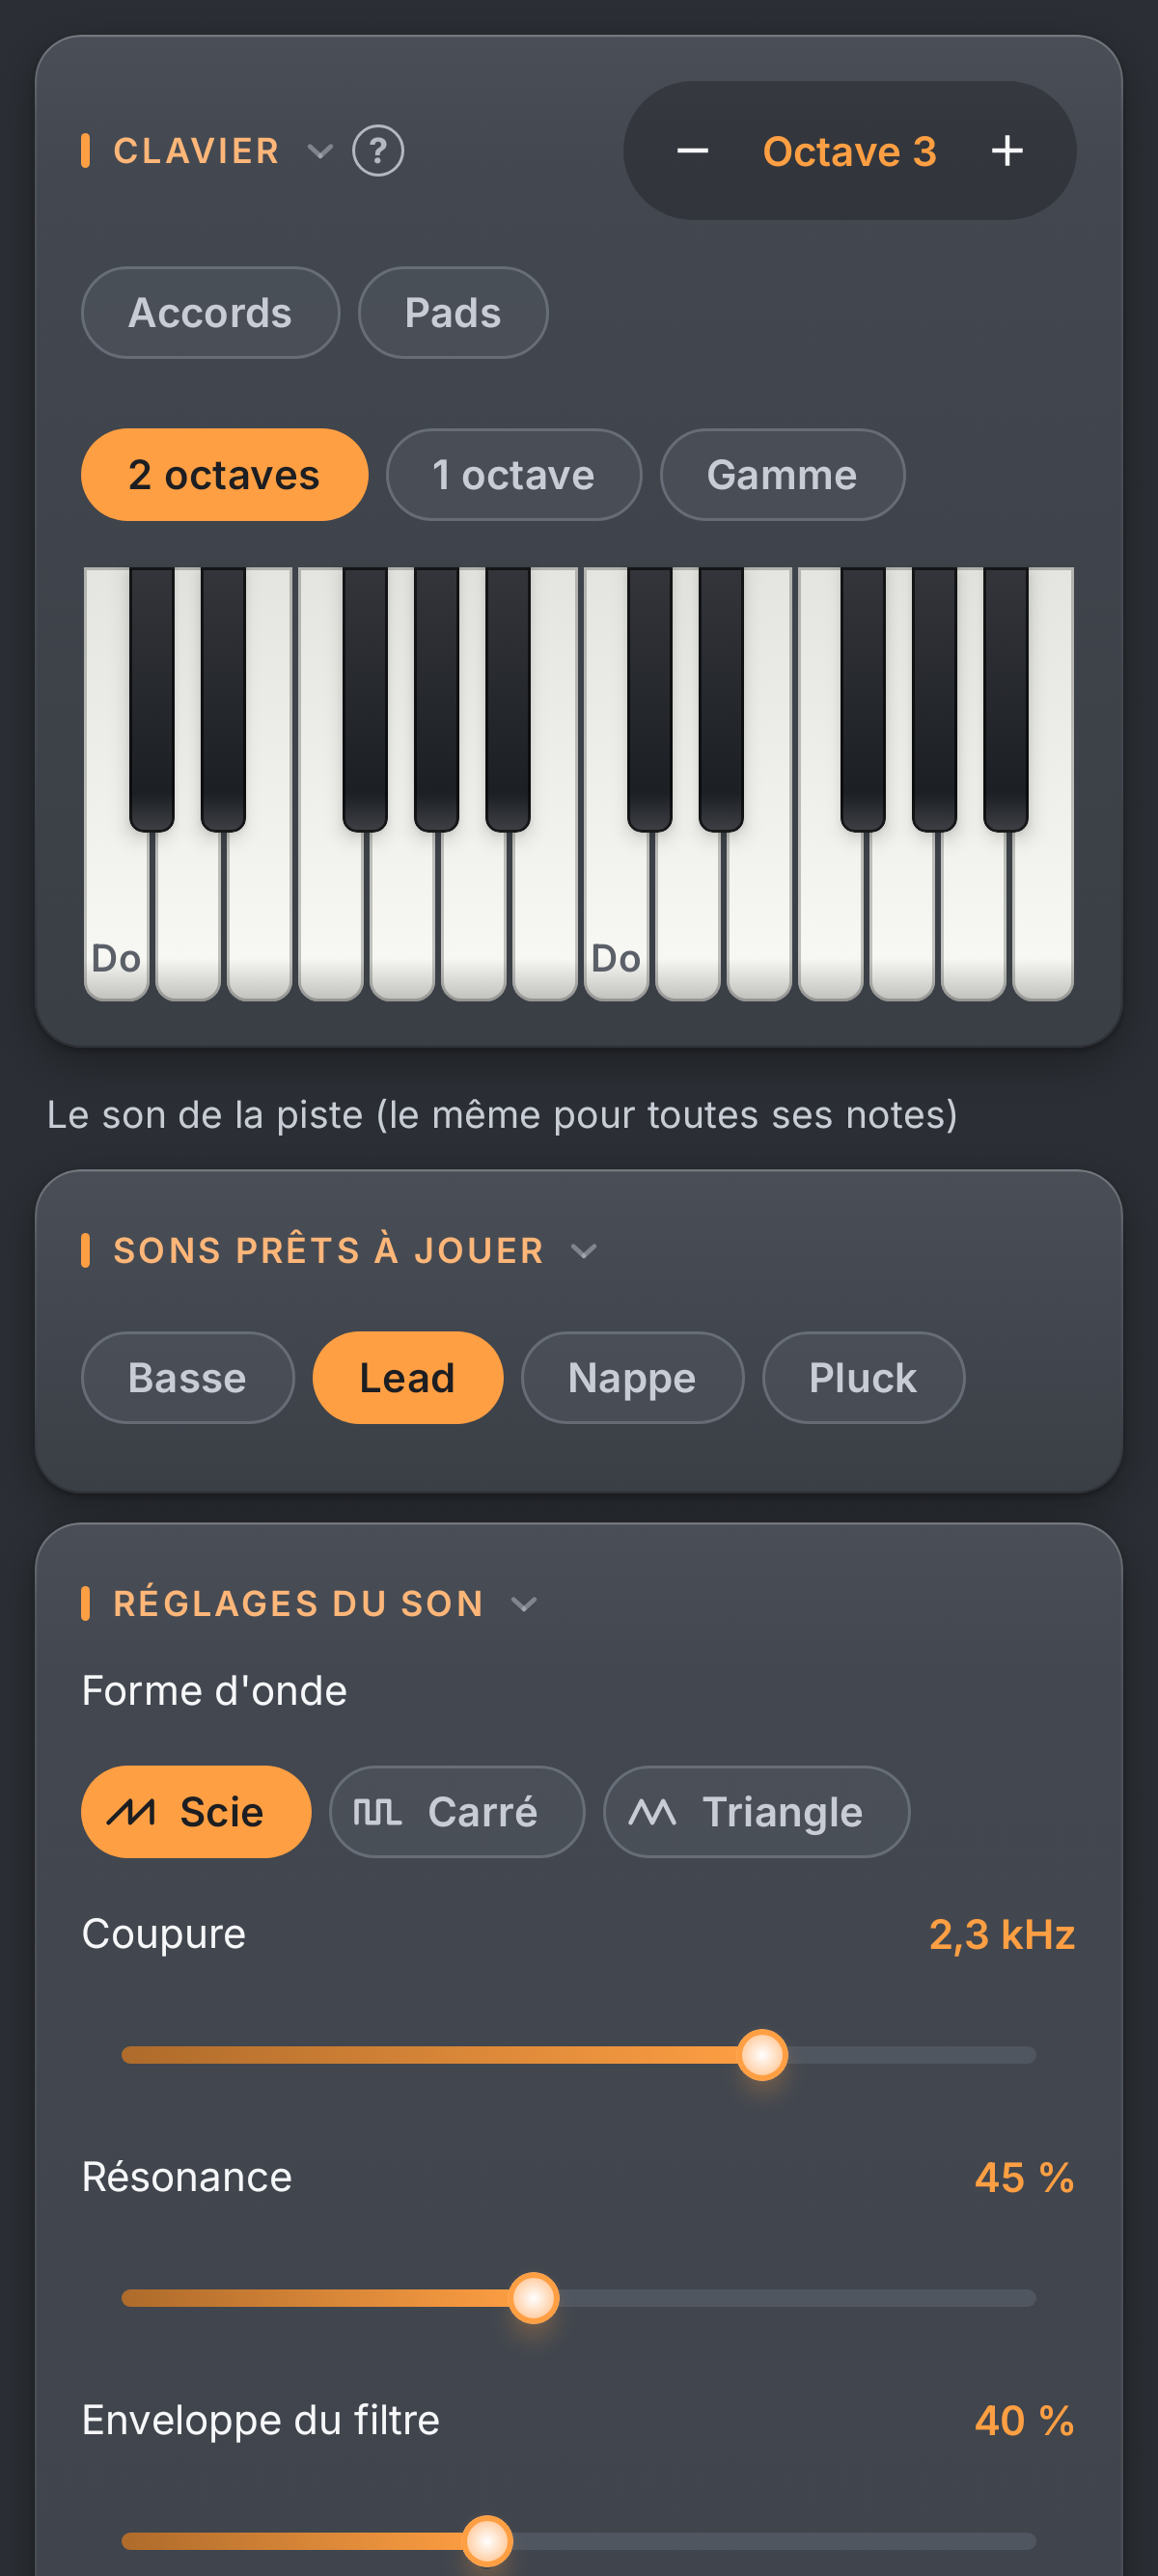 CLAVIER ? − Octave 3 +
Accords Pads
2 octaves 1 octave Gamme
Do Do
Le son de la piste (le même pour toutes ses notes)
SONS PRÊTS À JOUER
Basse Lead Nappe Pluck
RÉGLAGES DU SON
Forme d'onde
Scie Carré Triangle
Coupure 2,3 kHz
Résonance 45 %
Enveloppe du filtre 40 %